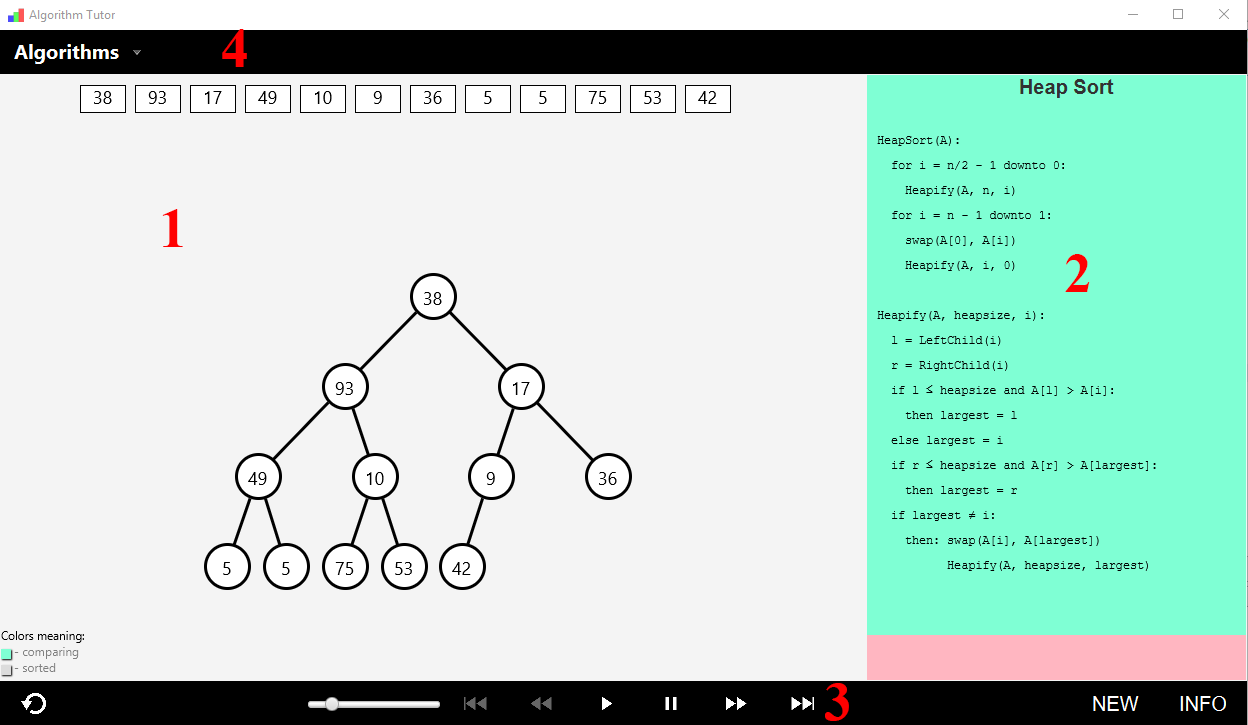 Algorithm Tutor
Algorithms 4
38 93 17 49 10 9 36 5 5 75 53 42
1
38
93 17
49 10 9 36
5 5 75 53 42
Colors meaning:
- comparing
- sorted
Heap Sort
HeapSort(A):
for i = n/2 - 1 downto 0:
Heapify(A, n, i)
for i = n - 1 downto 1:
swap(A[0], A[i])
Heapify(A, i, 0)
2
Heapify(A, heapsize, i):
l = LeftChild(i)
r = RightChild(i)
if l ≤ heapsize and A[l] > A[i]:
then largest = l
else largest = i
if r ≤ heapsize and A[r] > A[largest]:
then largest = r
if largest ≠ i:
then: swap(A[i], A[largest])
Heapify(A, heapsize, largest)
3 NEW INFO